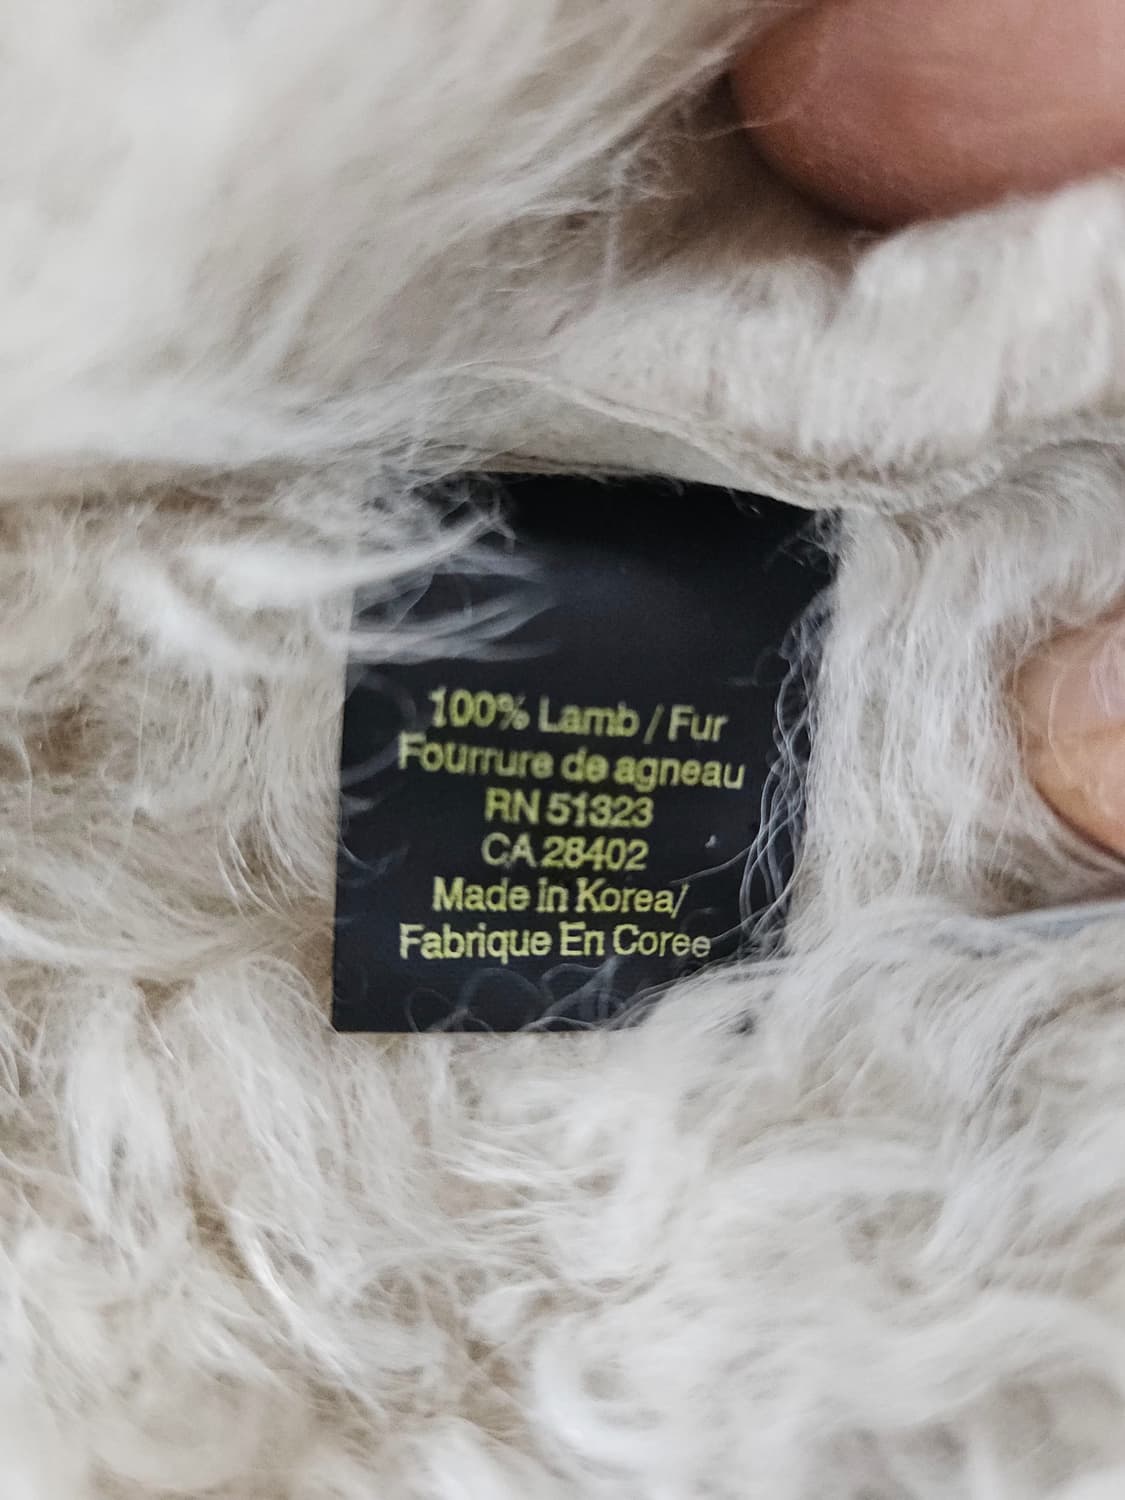 100% Lamb / Fur
Fourrure de agneau
RN 51323
CA 28402
Made in Korea/
Fabrique En Coree